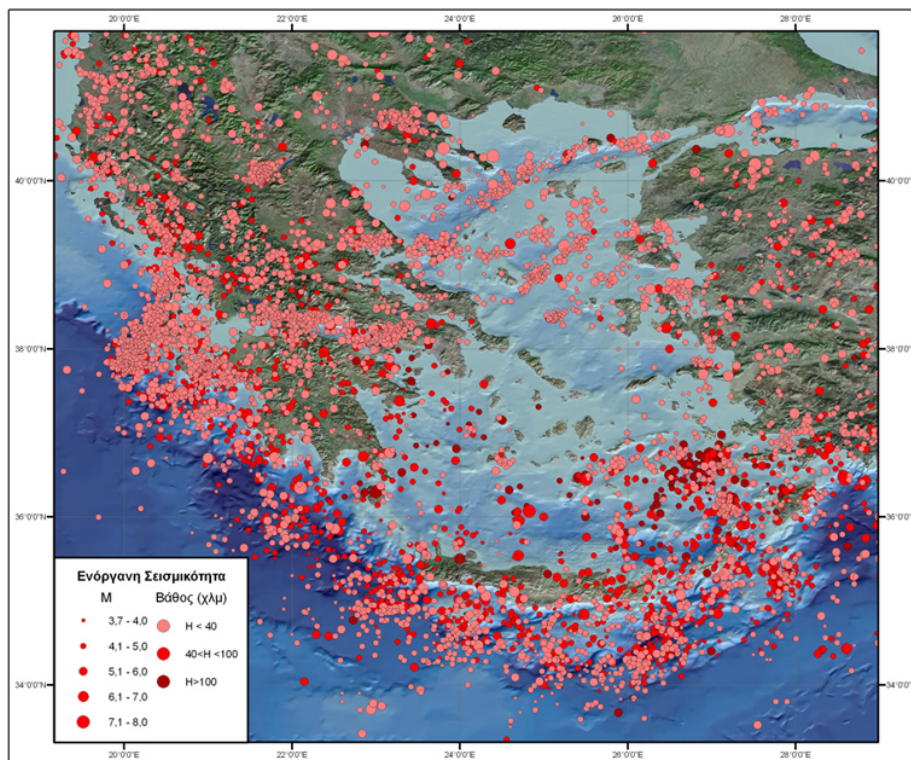 20°0'0"E 22°0'0"E 24°0'0"E 26°0'0"E 28°0'0"E
40°0'0"N 40°0'0"N
38°0'0"N 38°0'0"N
36°0'0"N 36°0'0"N
34°0'0"N 34°0'0"N
Ενόργανη Σεισμικότητα
Μ Βάθος (χλμ)
3,7 - 4,0
4,1 - 5,0
5,1 - 6,0
6,1 - 7,0
7,1 - 8,0
H < 40
40<H <100
H>100
20°0'0"E 22°0'0"E 24°0'0"E 26°0'0"E 28°0'0"E